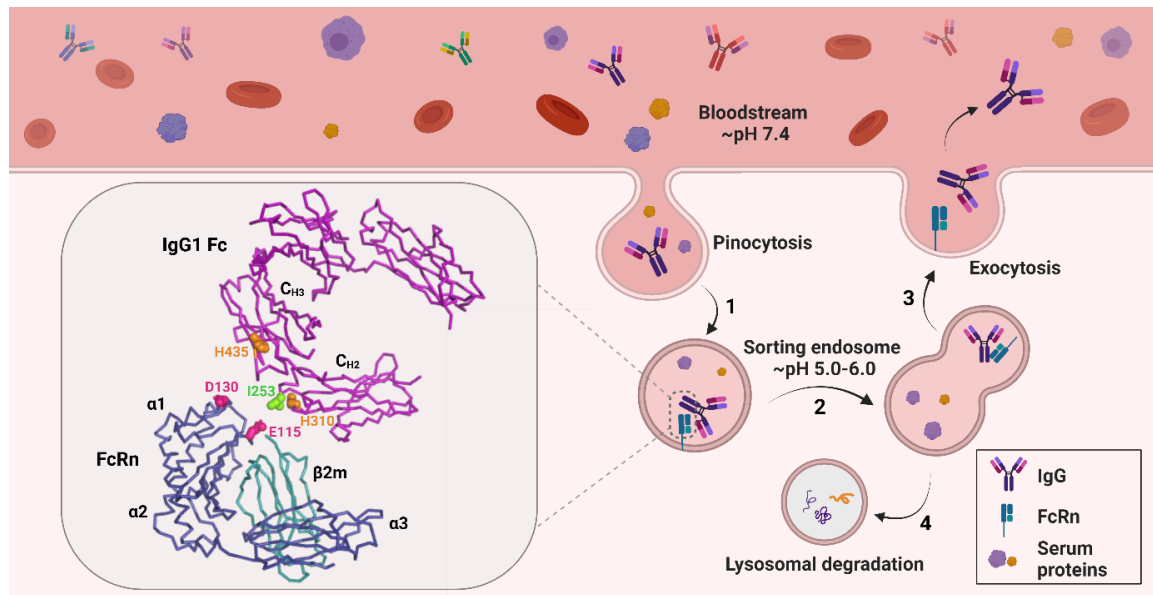 Bloodstream
~pH 7.4
IgG1 Fc
CH3
H435
CH2
D130
I253
α1
H310
E115
FcRn
β2m
α2
α3
Pinocytosis
Exocytosis
1
3
Sorting endosome
~pH 5.0-6.0
2
4
Lysosomal degradation
IgG
FcRn
Serum
proteins